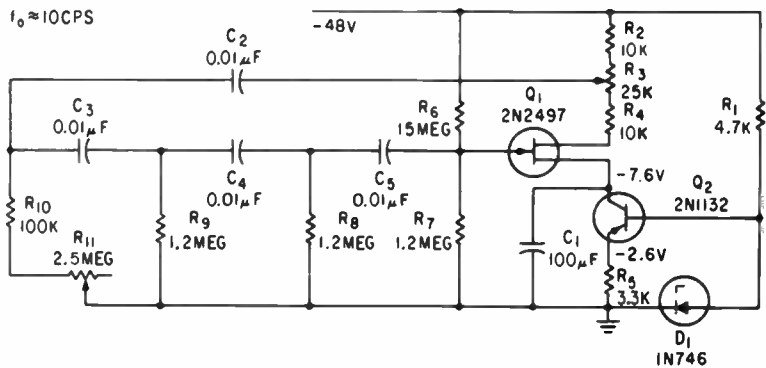 f₀≈10CPS
-48V
C₂
0.01μF
R₂
10K
R₃
25K
R₄
10K
C₃
0.01μF
R₆
15MEG
Q₁
2N2497
R₁
4.7K
C₄
0.01μF
C₅
0.01μF
R₁₀
100K
R₁₁
2.5MEG
R₉
1.2MEG
R₈
1.2MEG
R₇
1.2MEG
C₁
100μF
-7.6V
Q₂
2N1132
-2.6V
R₅
3.3K
D₁
1N746